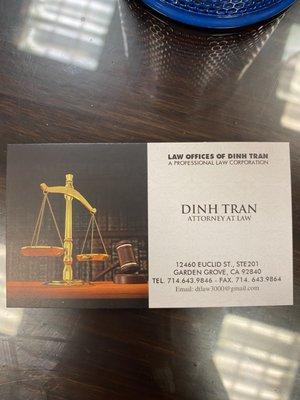 LAW OFFICES OF DINH TRAN
A PROFESSIONAL LAW CORPORATION
DINH TRAN
ATTORNEY AT LAW
12460 EUCLID ST., STE201
GARDEN GROVE, CA 92840
TEL. 714.643.9846 - FAX. 714. 643.9864
Email: dtlaw3000@gmail.com